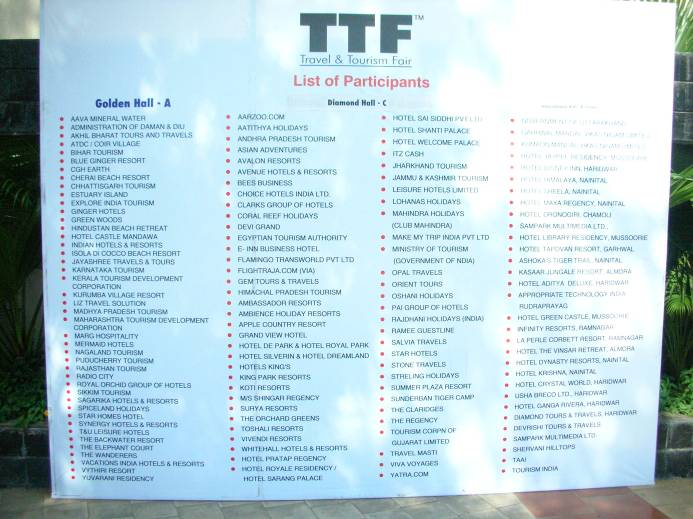 TTF™
Travel & Tourism Fair
List of Participants
Golden Hall - A
AAVA MINERAL WATER
ADMINISTRATION OF DAMAN & DIU
AKHIL BHARAT TOURS AND TRAVELS
ATDC / COIR VILLAGE
BIHAR TOURISM
BLUE GINGER RESORT
CGH EARTH
CHERAI BEACH RESORT
CHHATTISGARH TOURISM
ESTUARY ISLAND
EXPLORE INDIA TOURISM
GINGER HOTELS
GREEN WOODS
HINDUSTAN BEACH RETREAT
HOTEL CASTLE MANDAWA
INDIAN HOTELS & RESORTS
ISOLA DI COCCO BEACH RESORT
JAYASHREE TRAVELS & TOURS
KARNATAKA TOURISM
KERALA TOURISM DEVELOPMENT
CORPORATION
KURUMBA VILLAGE RESORT
LIZ TRAVEL SOLUTION
MADHYA PRADESH TOURISM
MAHARASHTRA TOURISM DEVELOPMENT
CORPORATION
MARG HOSPITALITY
MERMAID HOTELS
NAGALAND TOURISM
PUDUCHERRY TOURISM
RAJASTHAN TOURISM
RADIO CITY
ROYAL ORCHID GROUP OF HOTELS
SIKKIM TOURISM
SAGARIKA HOTELS & RESORTS
SPICELAND HOLIDAYS
STAR HOMES HOTEL
SYNERGY HOTELS & RESORTS
T&U LEISURE HOTELS
THE BACKWATER RESORT
THE ELEPHANT COURT
THE WANDERERS
VACATIONS INDIA HOTELS & RESORTS
VYTHIRI RESORT
YUVARANI RESIDENCY
Diamond Hall - C
AARZOO.COM
AATITHYA HOLIDAYS
ANDHRA PRADESH TOURISM
ASIAN ADVENTURES
AVALON RESORTS
AVENUE HOTELS & RESORTS
BEES BUSINESS
CHOICE HOTELS INDIA LTD.
CLARKS GROUP OF HOTELS
CORAL REEF HOLIDAYS
DEVI GRAND
EGYPTIAN TOURISM AUTHORITY
E- INN BUSINESS HOTEL
FLAMINGO TRANSWORLD PVT LTD
FLIGHTRAJA.COM (VIA)
GEM TOURS & TRAVELS
HIMACHAL PRADESH TOURISM
AMBASSADOR RESORTS
AMBIENCE HOLIDAY RESORTS
APPLE COUNTRY RESORT
GRAND VIEW HOTEL
HOTEL DE PARK & HOTEL ROYAL PARK
HOTEL SILVERIN & HOTEL DREAMLAND
HOTELS KING'S
KING PARK RESORTS
KOTI RESORTS
M/S SHINGAR REGENCY
SURYA RESORTS
THE ORCHARD GREENS
TOSHALI RESORTS
VIVENDI RESORTS
WHITEHALL HOTELS & RESORTS
HOTEL PRATAP REGENCY
HOTEL ROYALE RESIDENCY /
HOTEL SARANG PALACE
HOTEL SAI SIDDHI PVT LTD
HOTEL SHANTI PALACE
HOTEL WELCOME PALACE
ITZ CASH
JHARKHAND TOURISM
JAMMU & KASHMIR TOURISM
LEISURE HOTELS LIMITED
LOHANAS HOLIDAYS
MAHINDRA HOLIDAYS
(CLUB MAHINDRA)
MAKE MY TRIP INDIA PVT LTD
MINISTRY OF TOURISM
(GOVERNMENT OF INDIA)
OPAL TRAVELS
ORIENT TOURS
OSHANI HOLIDAYS
PAI GROUP OF HOTELS
RAJDHANI HOLIDAYS (INDIA)
RAMEE GUESTLINE
SALVIA TRAVELS
STAR HOTELS
STONE TRAVELS
STRELING HOLIDAYS
SUMMER PLAZA RESORT
SUNDERBAN TIGER CAMP
THE CLARIDGES
THE REGENCY
TOURISM CORPN OF
GUJARAT LIMITED
TRAVEL MASTI
VIVA VOYAGES
YATRA.COM
GARHWAL MANDAL VIKAS NIGAM LIMITED
KUMAON MANDAL VIKAS NIGAM LIMITED
RESIDENCY, MUSSOORIE
INN, HARIDWAR
HOTEL HIMALAYA, NAINITAL
HOTEL SHEELA, NAINITAL
HOTEL MAYA REGENCY, NAINITAL
HOTEL DRONOGIRI, CHAMOLI
SAMPARK MULTIMEDIA LTD.,
HOTEL LIBRARY RESIDENCY, MUSSOORIE
HOTEL TAPOVAN RESORT, GARHWAL
ASHOKA'S TIGER TRAIL, NAINITAL
KASAAR JUNGALE RESORT, ALMORA
HOTEL ADITYA DELUXE, HARIDWAR
APPROPRIATE TECHNOLOGY INDIA
RUDRAPRAYAG
HOTEL GREEN CASTLE, MUSSOORIE
INFINITY RESORTS, RAMNAGAR
LA PERLE CORBETT RESORT, RAMNAGAR
HOTEL THE VINSAR RETREAT, ALMORA
HOTEL DYNASTY RESORTS, NAINITAL
HOTEL KRISHNA, NAINITAL
HOTEL CRYSTAL WORLD, HARIDWAR
USHA BRECO LTD., HARIDWAR
HOTEL GANGA RIVERA, HARIDWAR
DIAMOND TOURS & TRAVELS, HARIDWAR
DEVRISHI TOURS & TRAVELS
SAMPARK MULTIMEDIA LTD
SHERVANI HILLTOPS
TAAI
TOURISM INDIA